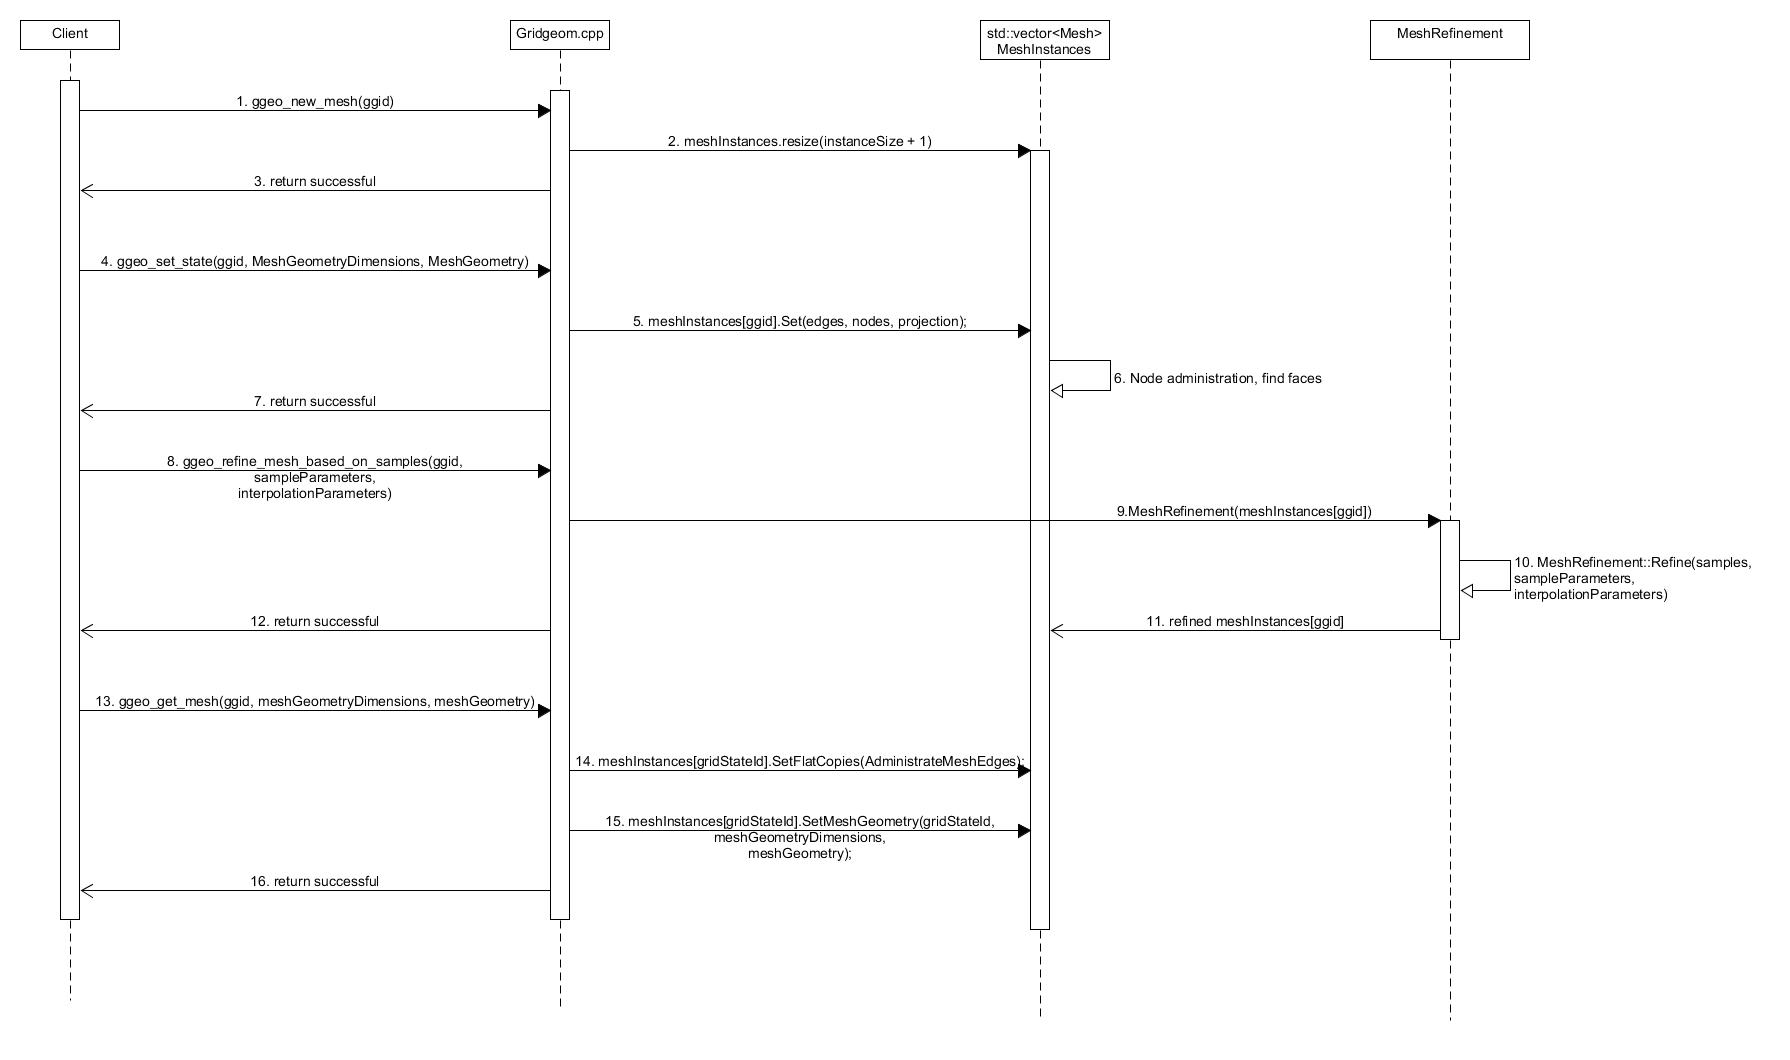 Client
Gridgeom.cpp
std::vector<Mesh>
MeshInstances
MeshRefinement
1. ggeo_new_mesh(ggid)
2. meshInstances.resize(instanceSize + 1)
3. return successful
4. ggeo_set_state(ggid, MeshGeometryDimensions, MeshGeometry)
5. meshInstances[ggid].Set(edges, nodes, projection);
6. Node administration, find faces
7. return successful
8. ggeo_refine_mesh_based_on_samples(ggid,
sampleParameters,
interpolationParameters)
9.MeshRefinement(meshInstances[ggid])
10. MeshRefinement::Refine(samples,
sampleParameters,
interpolationParameters)
11. refined meshInstances[ggid]
12. return successful
13. ggeo_get_mesh(ggid, meshGeometryDimensions, meshGeometry)
14. meshInstances[gridStateId].SetFlatCopies(AdministrateMeshEdges);
15. meshInstances[gridStateId].SetMeshGeometry(gridStateId,
meshGeometryDimensions,
meshGeometry);
16. return successful